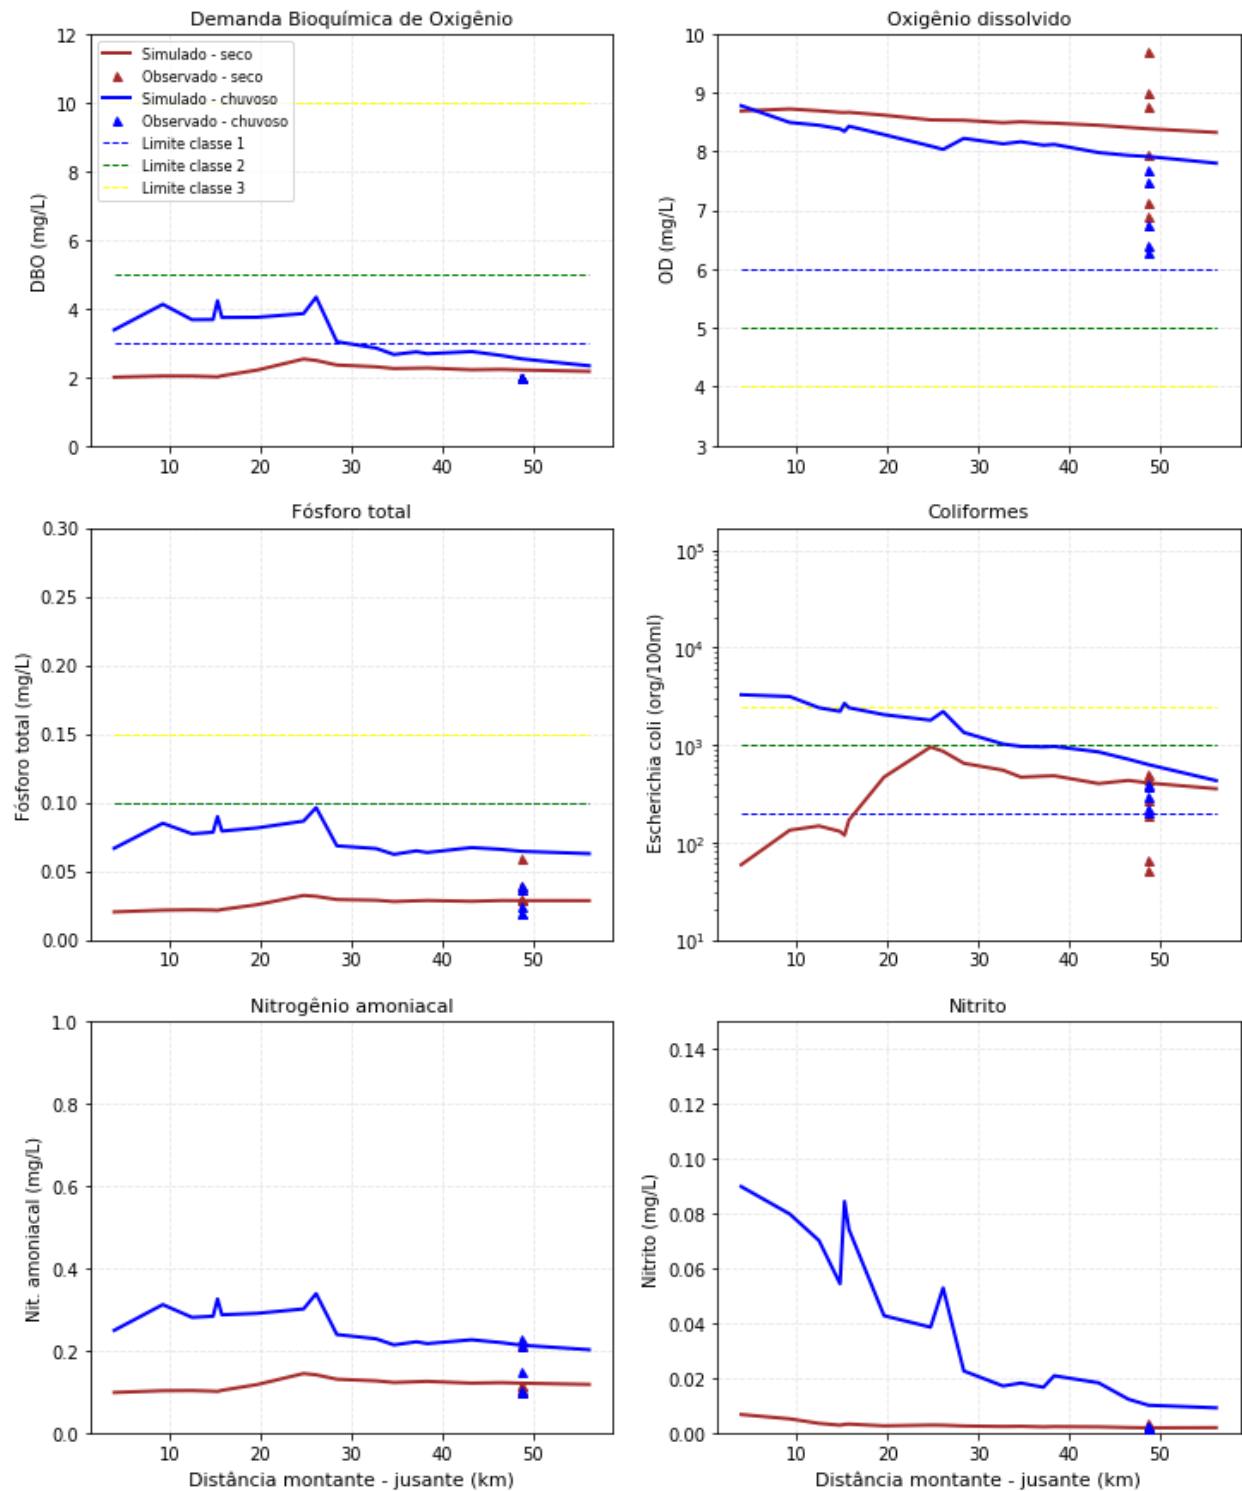 Demanda Bioquímica de Oxigênio
12
10
8
6
4
2
0
DBO (mg/L)
Simulado - seco
Observado - seco
Simulado - chuvoso
Observado - chuvoso
Limite classe 1
Limite classe 2
Limite classe 3
10 20 30 40 50
Oxigênio dissolvido
10
9
8
7
6
5
4
3
OD (mg/L)
10 20 30 40 50
Fósforo total
0.30
0.25
0.20
0.15
0.10
0.05
0.00
Fósforo total (mg/L)
10 20 30 40 50
Coliformes
10⁵
10⁴
10³
10²
10¹
Escherichia coli (org/100ml)
10 20 30 40 50
Nitrogênio amoniacal
1.0
0.8
0.6
0.4
0.2
0.0
Nit. amoniacal (mg/L)
10 20 30 40 50
Distância montante - jusante (km)
Nitrito
0.14
0.12
0.10
0.08
0.06
0.04
0.02
0.00
Nitrito (mg/L)
10 20 30 40 50
Distância montante - jusante (km)